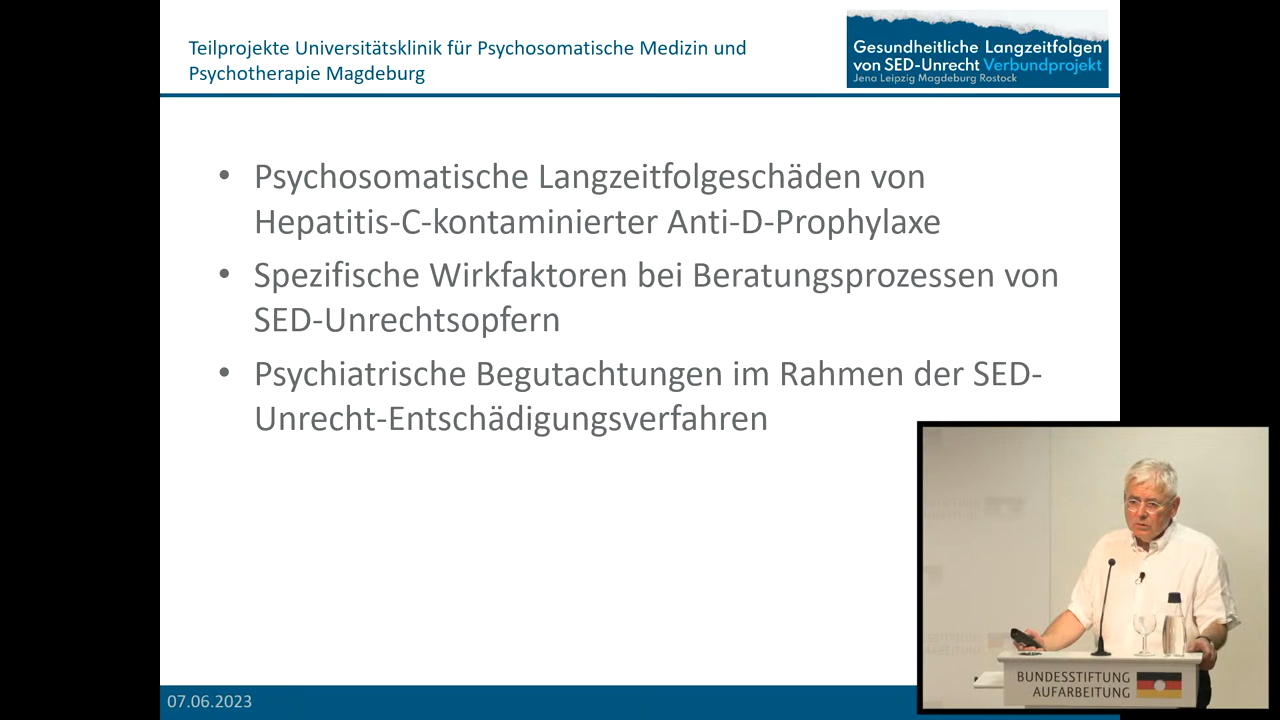 Teilprojekte Universitätsklinik für Psychosomatische Medizin und
Psychotherapie Magdeburg
Gesundheitliche Langzeitfolgen
von SED-Unrecht Verbundprojekt
Jena Leipzig Magdeburg Rostock
• Psychosomatische Langzeitfolgeschäden von
Hepatitis-C-kontaminierter Anti-D-Prophylaxe
• Spezifische Wirkfaktoren bei Beratungsprozessen von
SED-Unrechtsopfern
• Psychiatrische Begutachtungen im Rahmen der SED-
Unrecht-Entschädigungsverfahren
BUNDESSTIFTUNG
AUFARBEITUNG
07.06.2023